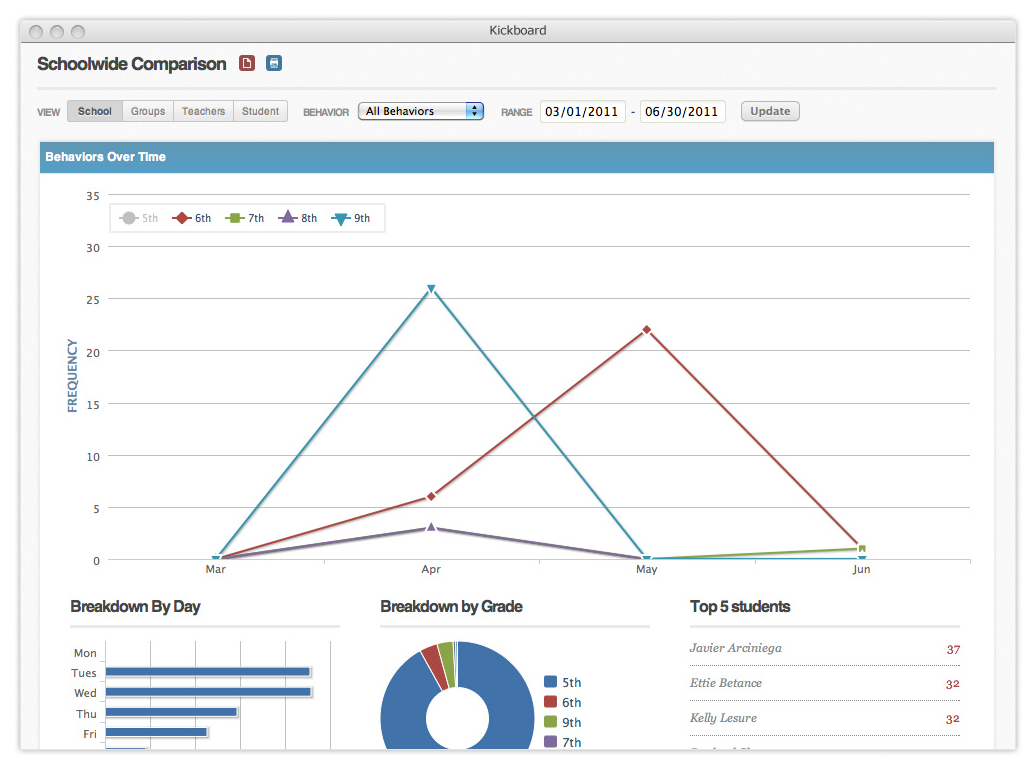 Kickboard
Schoolwide Comparison
VIEW School Groups Teachers Student BEHAVIOR All Behaviors RANGE 03/01/2011 - 06/30/2011 Update
Behaviors Over Time
35
5th 6th 7th 8th 9th
30
25
20
FREQUENCY
15
10
5
0
Mar Apr May Jun
Breakdown By Day
Mon
Tues
Wed
Thu
Fri
Breakdown by Grade
5th
6th
9th
7th
Top 5 students
Javier Arciniega 37
Ettie Betance 32
Kelly Lesure 32